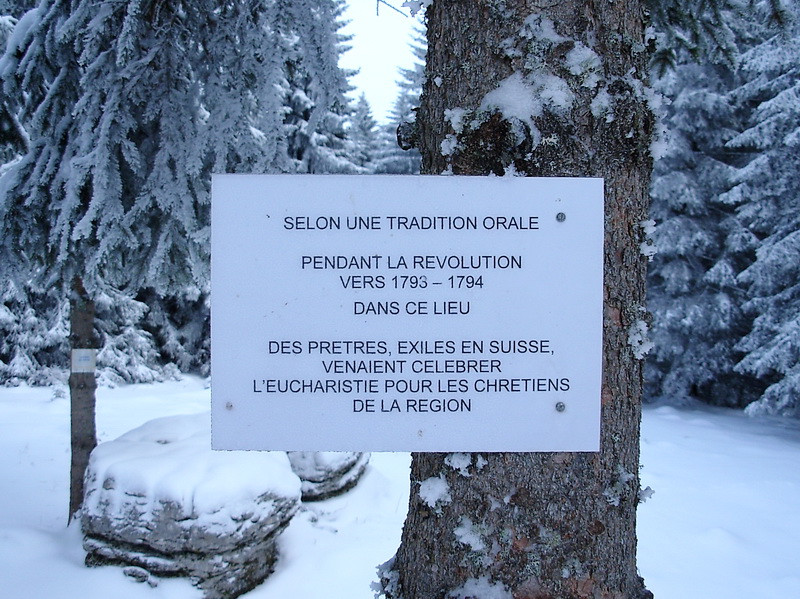 SELON UNE TRADITION ORALE
PENDANT LA REVOLUTION
VERS 1793 – 1794
DANS CE LIEU
DES PRETRES, EXILES EN SUISSE,
VENAIENT CELEBRER
L'EUCHARISTIE POUR LES CHRETIENS
DE LA REGION